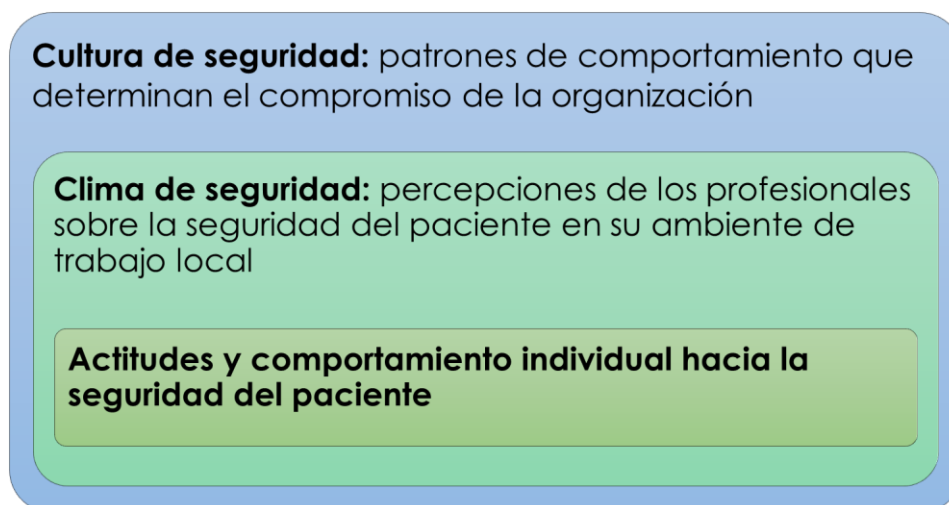 Cultura de seguridad: patrones de comportamiento que
determinan el compromiso de la organización
Clima de seguridad: percepciones de los profesionales
sobre la seguridad del paciente en su ambiente de
trabajo local
Actitudes y comportamiento individual hacia la
seguridad del paciente